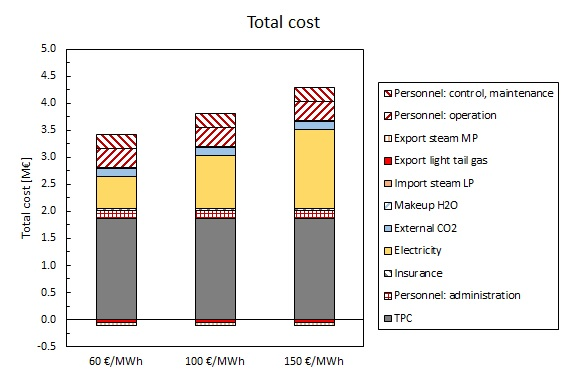 Total cost
5.0
4.5
4.0
3.5
3.0
2.5
2.0
1.5
1.0
0.5
0.0
-0.5
Total cost [M€]
60 €/MWh
100 €/MWh
150 €/MWh
Personnel: control, maintenance
Personnel: operation
Export steam MP
Export light tail gas
Import steam LP
Makeup H2O
External CO2
Electricity
Insurance
Personnel: administration
TPC